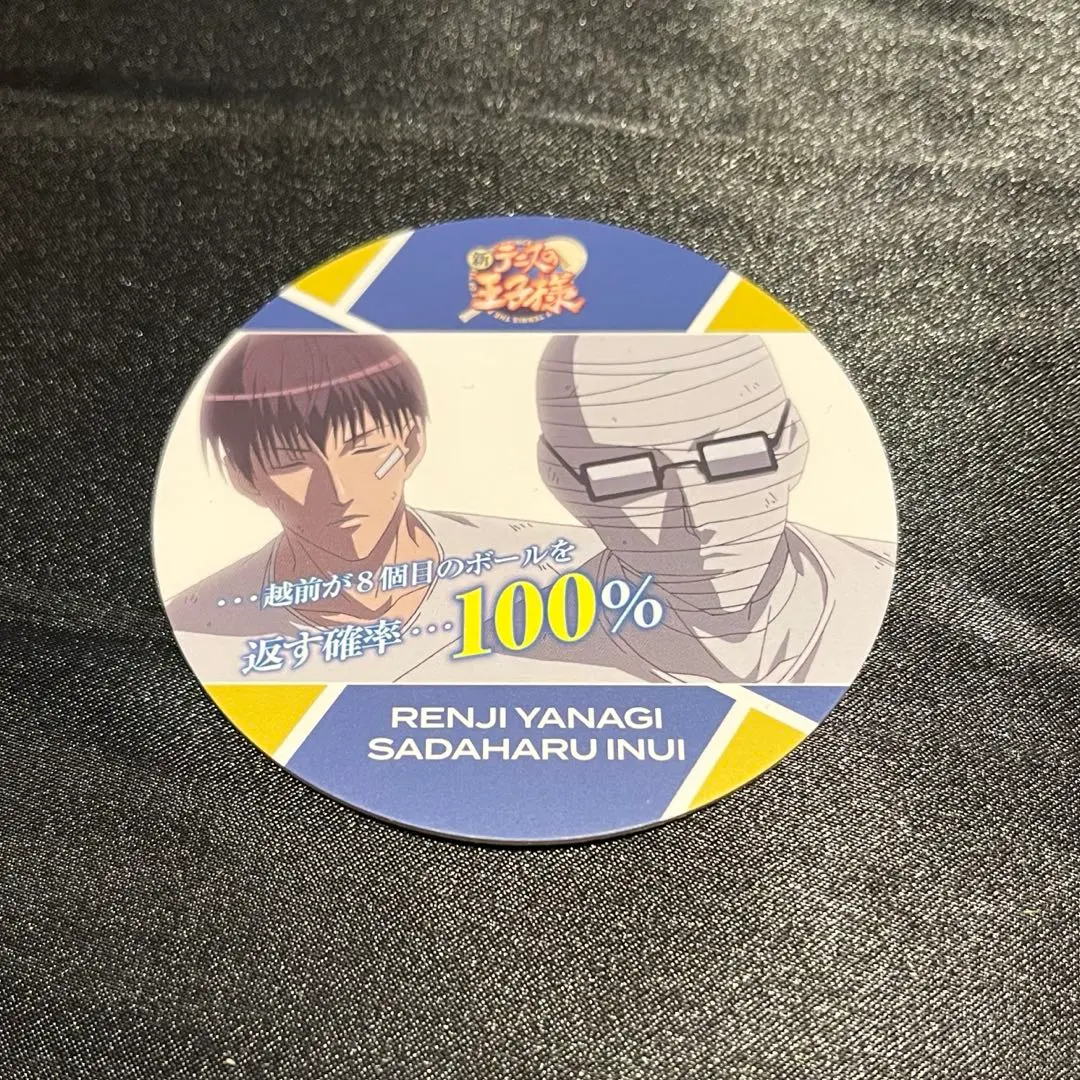 新テニスの
王子様
…越前が8個目のボールを
返す確率…100%
RENJI YANAGI
SADAHARU INUI